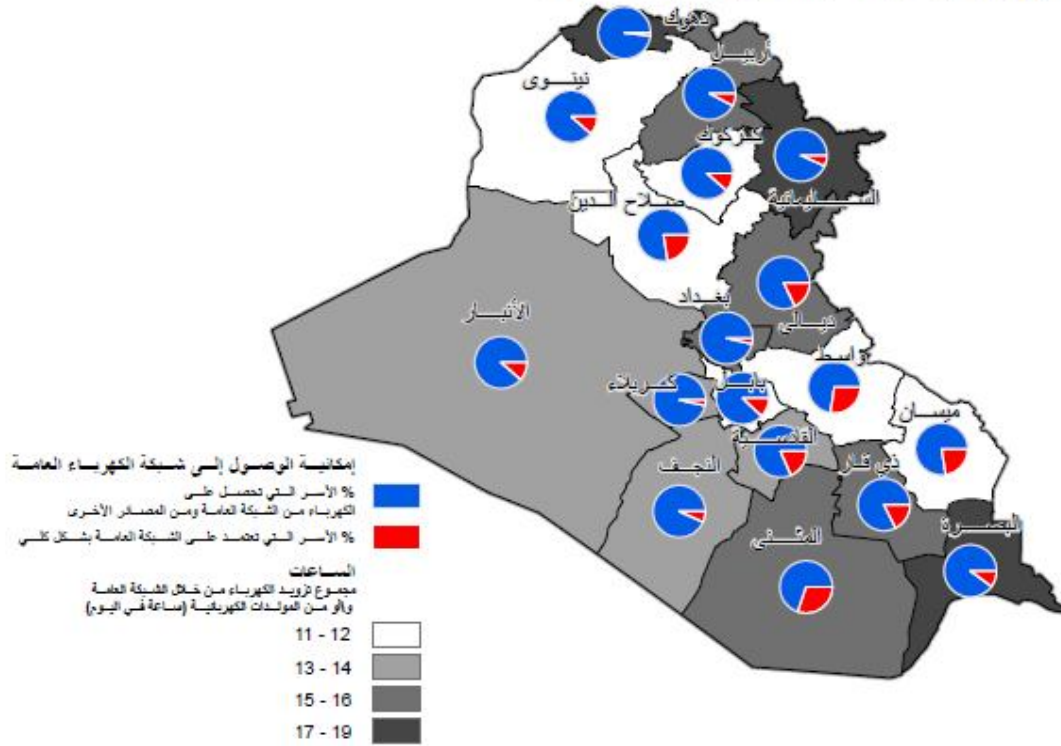 دهوك
أربيل
نينوى
كركوك
السليمانية
صلاح الدين
بغداد
ديالى
الأنبار
واسط
كربلاء
بابل
ميسان
القادسية
النجف
ذي قار
المثنى
البصرة
إمكانية الوصول إلى شبكة الكهرباء العامة
% الأسر التي تحصل على
الكهرباء من الشبكة العامة ومن المصادر الأخرى
% الأسر التي تعتمد على الشبكة العامة بشكل كلي
الساعات
مجموع تزويد الكهرباء من خلال الشبكة العامة
و\أو من المولدات الكهربائية (ساعة في اليوم)
11 - 12
13 - 14
15 - 16
17 - 19